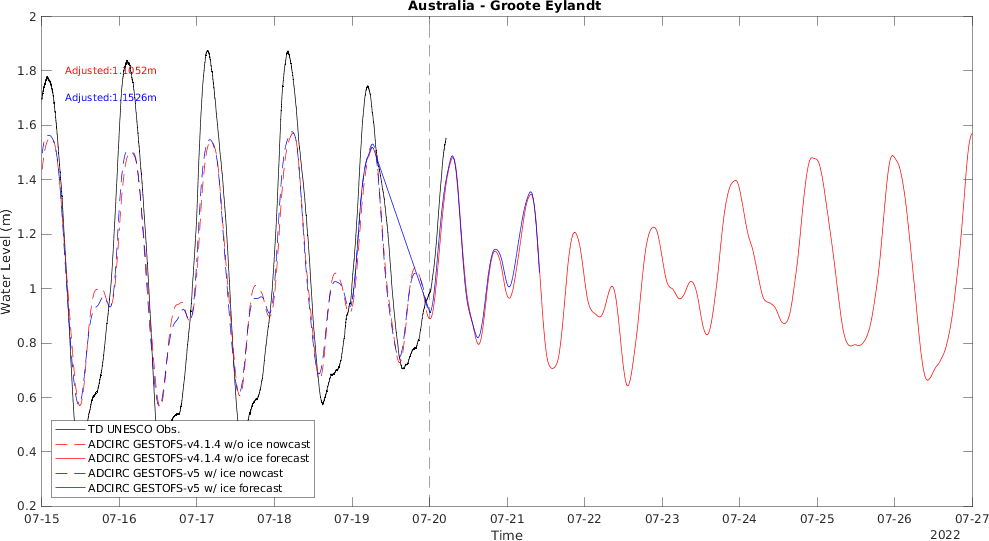 Australia - Groote Eylandt
2
1.8
1.6
1.4
1.2
1
0.8
0.6
0.4
0.2
Water Level (m)
Adjusted:1.1052m
Adjusted:1.1526m
TD UNESCO Obs.
ADCIRC GESTOFS-v4.1.4 w/o ice nowcast
ADCIRC GESTOFS-v4.1.4 w/o ice forecast
ADCIRC GESTOFS-v5 w/ ice nowcast
ADCIRC GESTOFS-v5 w/ ice forecast
07-15 07-16 07-17 07-18 07-19 07-20 07-21 07-22 07-23 07-24 07-25 07-26 07-27
Time
2022